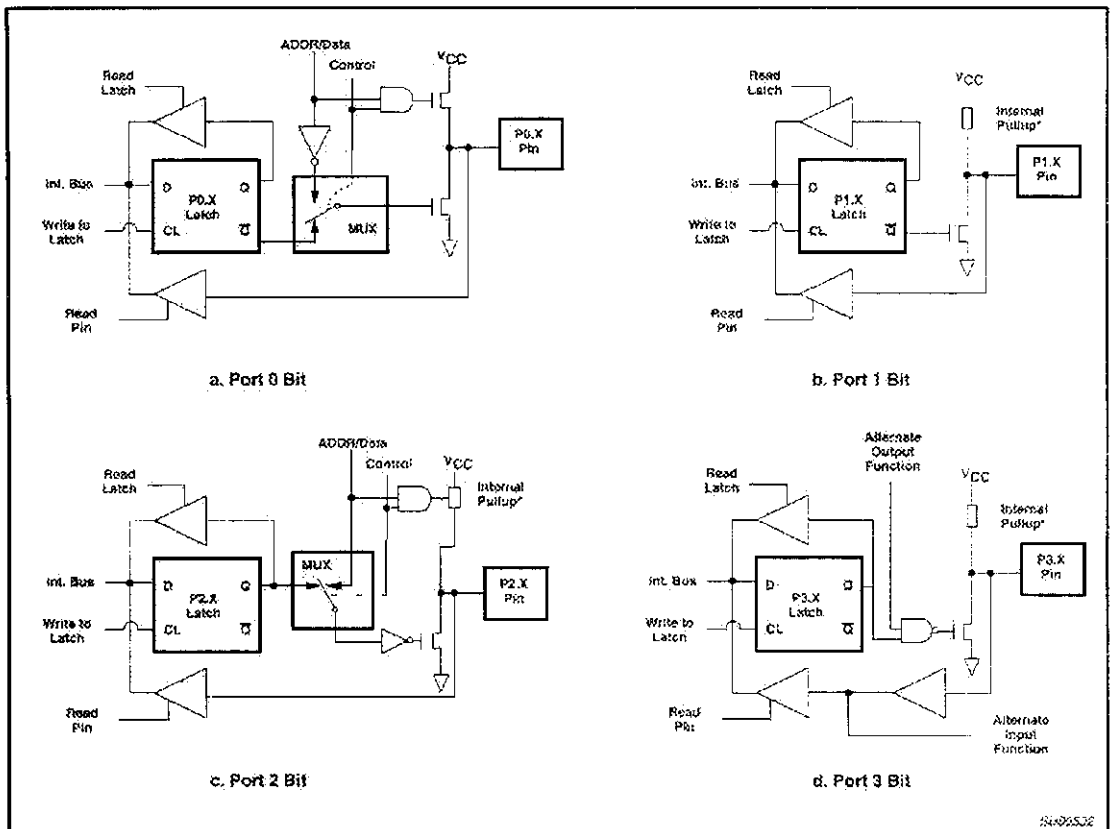 ADDR/Data
Control
VCC
Read
Latch
P0.X
Pin
Int. Bus
D
Q
P0.X
Latch
Write to
Latch
CL
Q
MUX
Read
Pin
a. Port 0 Bit
Read
Latch
VCC
Internal
Pullup*
P1.X
Pin
Int. Bus
D
Q
P1.X
Latch
Write to
Latch
CL
Q
Read
Pin
b. Port 1 Bit
ADDR/Data
Control
VCC
Read
Latch
Internal
Pullup*
MUX
Int. Bus
D
Q
P2.X
Latch
P2.X
Pin
Write to
Latch
CL
Q
Read
Pin
c. Port 2 Bit
Alternate
Output
Function
Read
Latch
VCC
Internal
Pullup*
P3.X
Pin
Int. Bus
D
Q
P3.X
Latch
Write to
Latch
CL
Q
Read
Pin
Alternate
Input
Function
d. Port 3 Bit